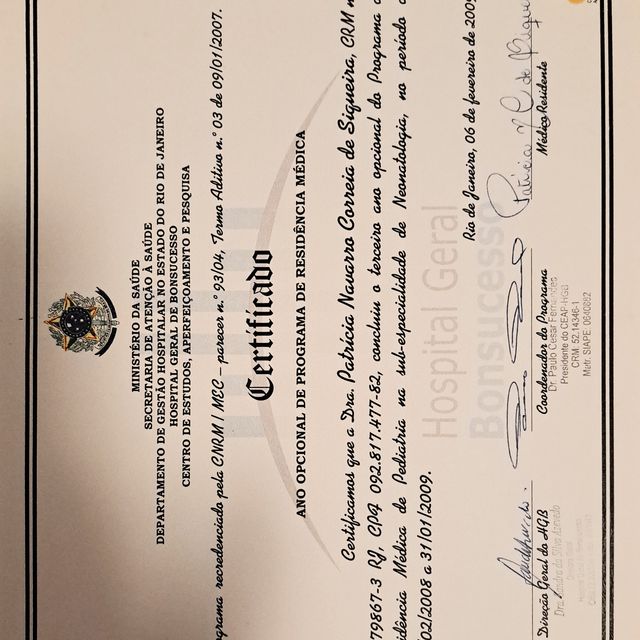 MINISTÉRIO DA SAÚDE
SECRETARIA DE ATENÇÃO À SAÚDE
DEPARTAMENTO DE GESTÃO HOSPITALAR NO ESTADO DO RIO DE JANEIRO
HOSPITAL GERAL DE BONSUCESSO
CENTRO DE ESTUDOS, APERFEIÇOAMENTO E PESQUISA
grama recredenciado pela CNRM / MEC – parecer n.º 93/04, Termo Aditivo n.º 03 de 09/01/2007.
Certificado
ANO OPCIONAL DE PROGRAMA DE RESIDÊNCIA MÉDICA
Certificamos que a Dra. Patrícia Navarro Correia de Siqueira, CRM n
79867-3 RJ, CPF 092.817.477-82, concluiu o terceiro ano opcional do Programa
idência Médica de Pediatria na sub-especialidade de Neonatologia, no período
02/2008 a 31/01/2009.
Hospital Geral
Bonsucesso
Rio de Janeiro, 06 de fevereiro de 2009
Direção Geral do HGB
Coordenador do Programa
Dr. Paulo Cesar Fernandes
Presidente do CEAP-HGB
CRM 52.14346-1
Matr. SIAPE 0640882
Patrícia N C de
Médico Residente